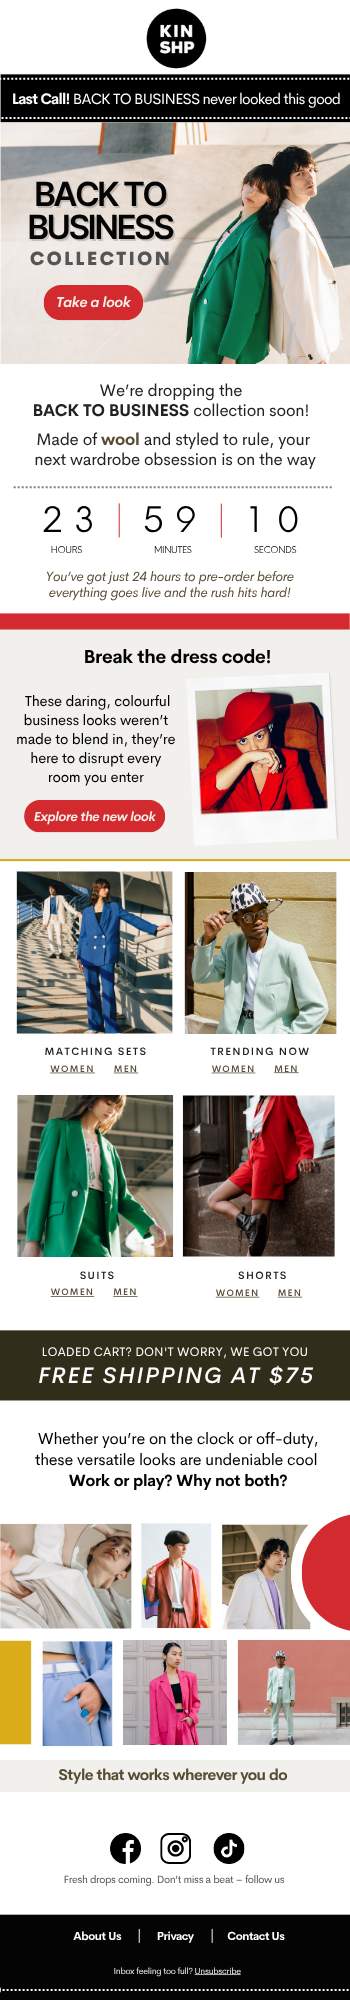 KIN
SHP
Last Call! BACK TO BUSINESS never looked this good
BACK TO
BUSINESS
COLLECTION
Take a look
We're dropping the
BACK TO BUSINESS collection soon!
Made of wool and styled to rule, your
next wardrobe obsession is on the way
23 59 10
HOURS MINUTES SECONDS
You've got just 24 hours to pre-order before
everything goes live and the rush hits hard!
Break the dress code!
These daring, colourful
business looks weren't
made to blend in, they're
here to disrupt every
room you enter
Explore the new look
MATCHING SETS
WOMEN MEN
TRENDING NOW
WOMEN MEN
SUITS
WOMEN MEN
SHORTS
WOMEN MEN
LOADED CART? DON'T WORRY, WE GOT YOU
FREE SHIPPING AT $75
Whether you're on the clock or off-duty,
these versatile looks are undeniable cool
Work or play? Why not both?
Style that works wherever you do
Fresh drops coming. Don't miss a beat – follow us
About Us | Privacy | Contact Us
Inbox feeling too full? Unsubscribe